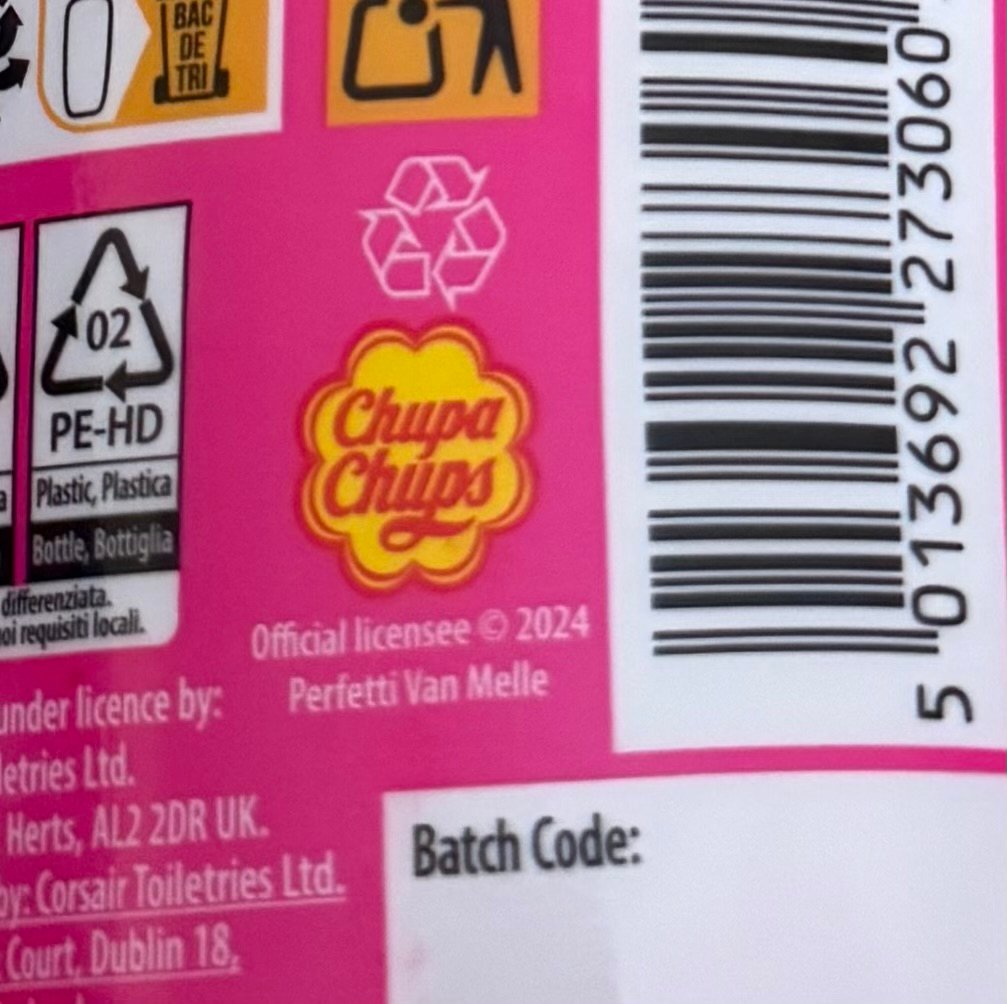 BAC
DE
TRI
02
PE-HD
Plastic, Plastica
Bottle, Bottiglia
differenziata.
requisiti locali.
Chupa
Chups
Official licensee © 2024
Perfetti Van Melle
under licence by:
Ltd.
Herts, AL2 2DR UK.
by: Corsair Toiletries Ltd.
Court, Dublin 18,
Batch Code:
5 013692 273060